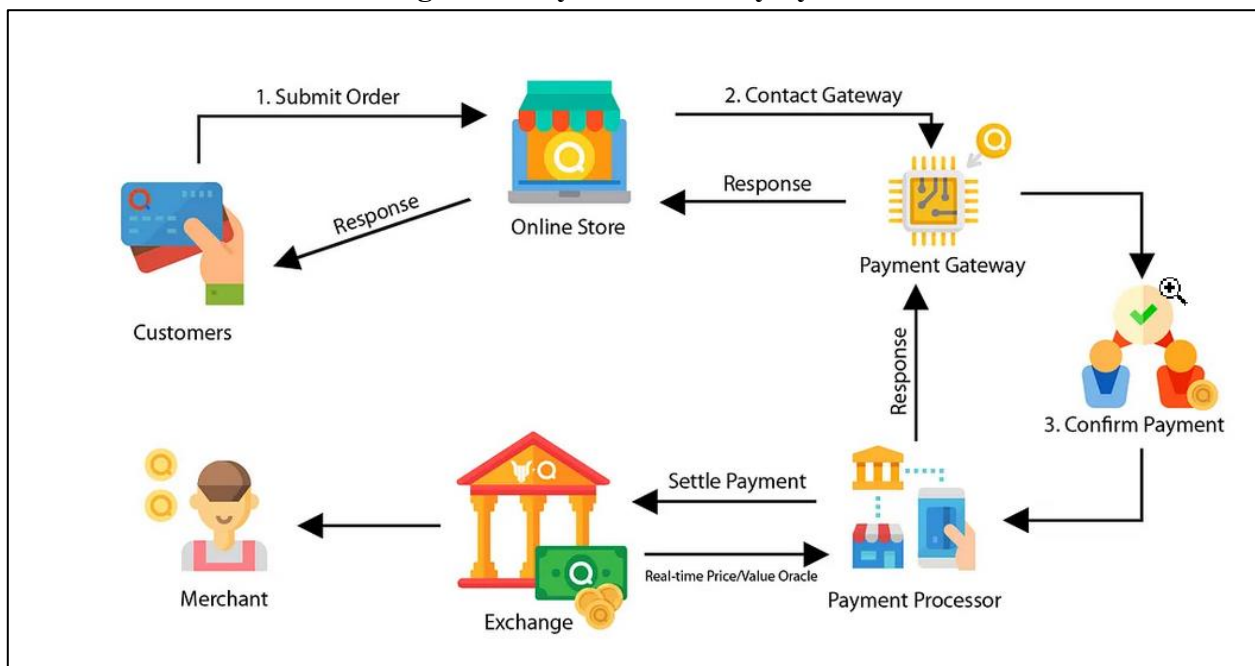 1. Submit Order
2. Contact Gateway
Response
Response
Online Store
Payment Gateway
Customers
Response
3. Confirm Payment
Settle Payment
Real-time Price/Value Oracle
Merchant
Exchange
Payment Processor